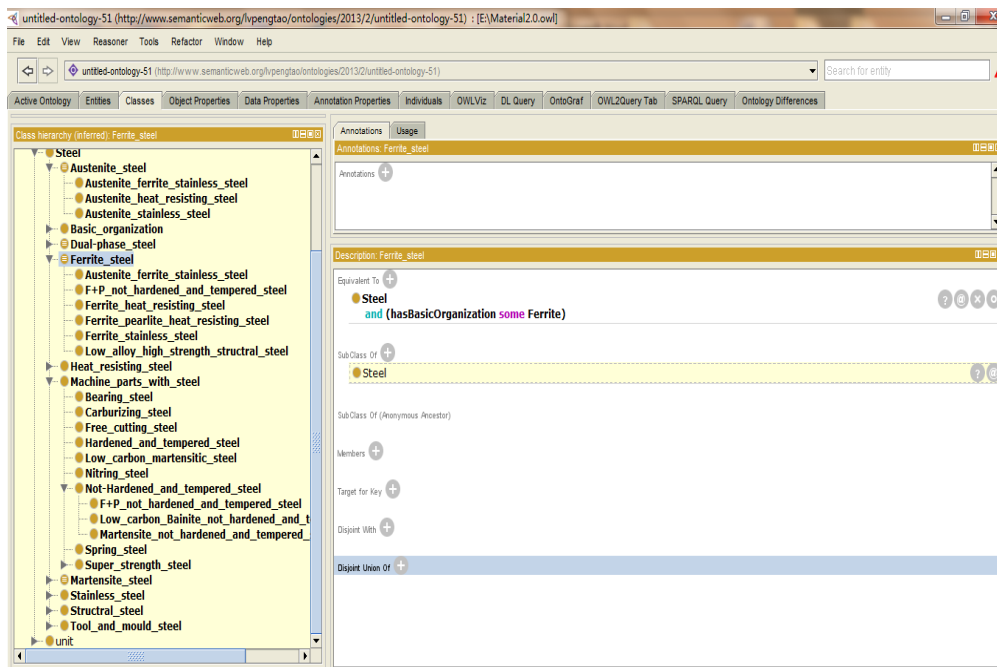 untitled-ontology-51 (http://www.semanticweb.org/lvpengtao/ontologies/2013/2/untitled-ontology-51) : [E:\Material2.0.owl]
File Edit View Reasoner Tools Refactor Window Help
untitled-ontology-51 (http://www.semanticweb.org/lvpengtao/ontologies/2013/2/untitled-ontology-51)
Search for entity
Active Ontology Entities Classes Object Properties Data Properties Annotation Properties Individuals OWLViz DL Query OntoGraf OWL2Query Tab SPARQL Query Ontology Differences
Class hierarchy (inferred): Ferrite_steel
Steel
Austenite_steel
Austenite_ferrite_stainless_steel
Austenite_heat_resisting_steel
Austenite_stainless_steel
Basic_organization
Dual-phase_steel
Ferrite_steel
Austenite_ferrite_stainless_steel
F+P_not_hardened_and_tempered_steel
Ferrite_heat_resisting_steel
Ferrite_pearlite_heat_resisting_steel
Ferrite_stainless_steel
Low_alloy_high_strength_structral_steel
Heat_resisting_steel
Machine_parts_with_steel
Bearing_steel
Carburizing_steel
Free_cutting_steel
Hardened_and_tempered_steel
Low_carbon_martensitic_steel
Nitring_steel
Not-Hardened_and_tempered_steel
F+P_not_hardened_and_tempered_steel
Low_carbon_Bainite_not_hardened_and_t
Martensite_not_hardened_and_tempered_
Spring_steel
Super_strength_steel
Martensite_steel
Stainless_steel
Structral_steel
Tool_and_mould_steel
unit
Annotations Usage
Annotations: Ferrite_steel
Annotations
Description: Ferrite_steel
Equivalent To
Steel
and (hasBasicOrganization some Ferrite)
SubClass Of
Steel
SubClass Of (Anonymous Ancestor)
Members
Target for Key
Disjoint With
Disjoint Union Of